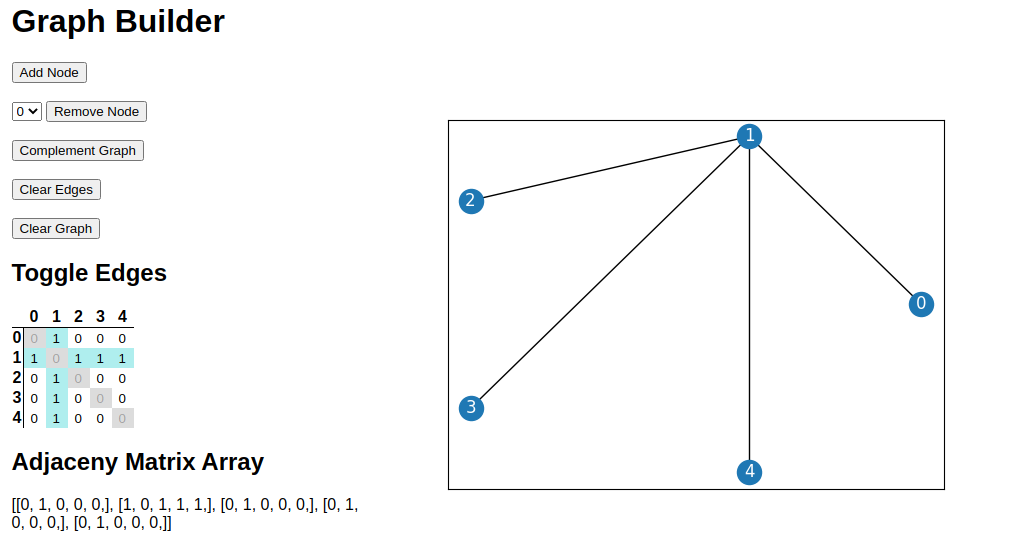 Graph Builder
Add Node
0 Remove Node
Complement Graph
Clear Edges
Clear Graph
Toggle Edges
0 1 2 3 4
0 0 1 0 0 0
1 1 0 1 1 1
2 0 1 0 0 0
3 0 1 0 0 0
4 0 1 0 0 0
Adjaceny Matrix Array
[[0, 1, 0, 0, 0,], [1, 0, 1, 1, 1,], [0, 1, 0, 0, 0,], [0, 1,
0, 0, 0,], [0, 1, 0, 0, 0,]]
1
2
0
3
4